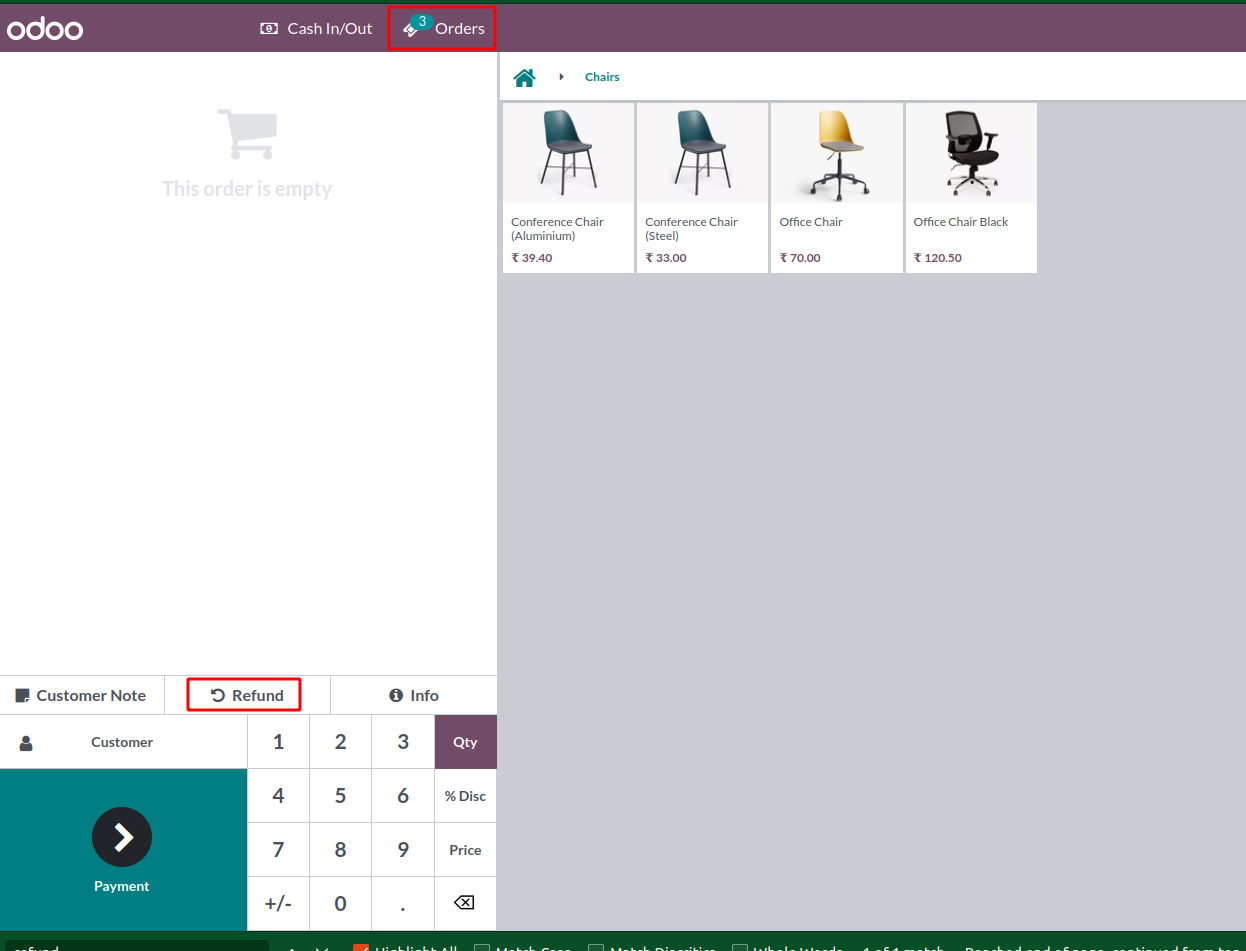 odoo
Cash In/Out
3
Orders
Chairs
This order is empty
Conference Chair
(Aluminium)
₹ 39.40
Conference Chair
(Steel)
₹ 33.00
Office Chair
₹ 70.00
Office Chair Black
₹ 120.50
Customer Note
Refund
Info
Customer
1 2 3 Qty
4 5 6 % Disc
7 8 9 Price
+/- 0 .
Payment
refund Highlight All Match Case Match Diacritics Whole Words 1 of 1 match Reached end of page, continued from